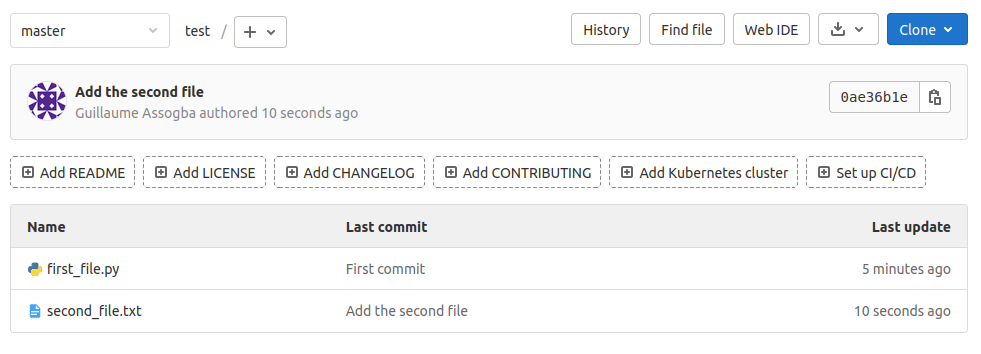 master test / + History Find file Web IDE Clone
Add the second file
Guillaume Assogba authored 10 seconds ago
0ae36b1e
Add README Add LICENSE Add CHANGELOG Add CONTRIBUTING Add Kubernetes cluster Set up CI/CD
Name Last commit Last update
first_file.py First commit 5 minutes ago
second_file.txt Add the second file 10 seconds ago